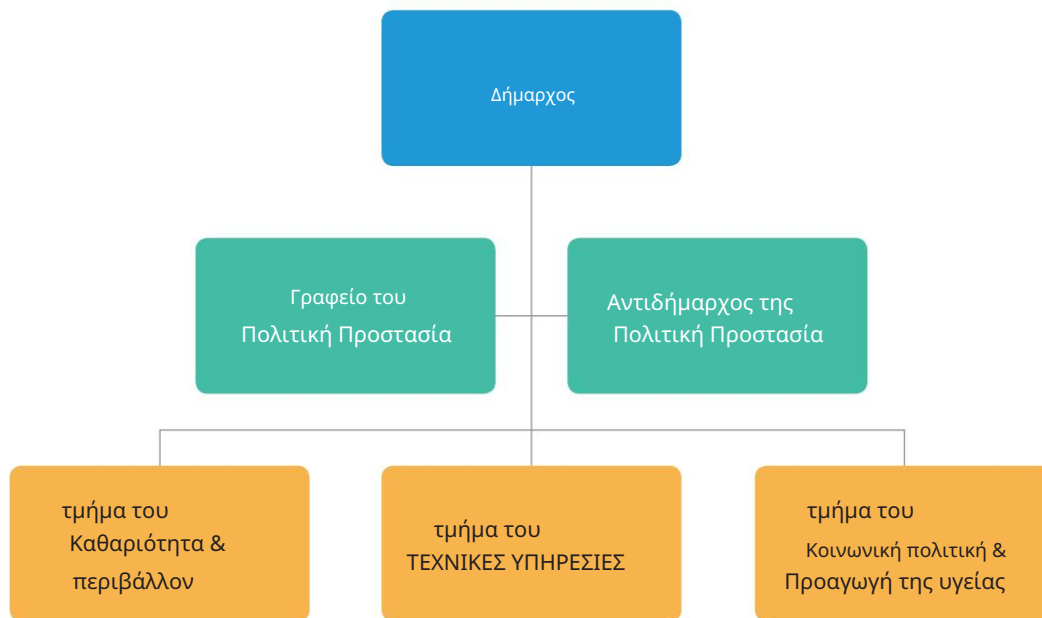 Δήμαρχος
Γραφείο του
Πολιτική Προστασία
Αντιδήμαρχος της
Πολιτική Προστασία
τμήμα του
Καθαριότητα &
περιβάλλον
τμήμα του
ΤΕΧΝΙΚΕΣ ΥΠΗΡΕΣΙΕΣ
τμήμα του
Κοινωνική πολιτική &
Προαγωγή της υγείας